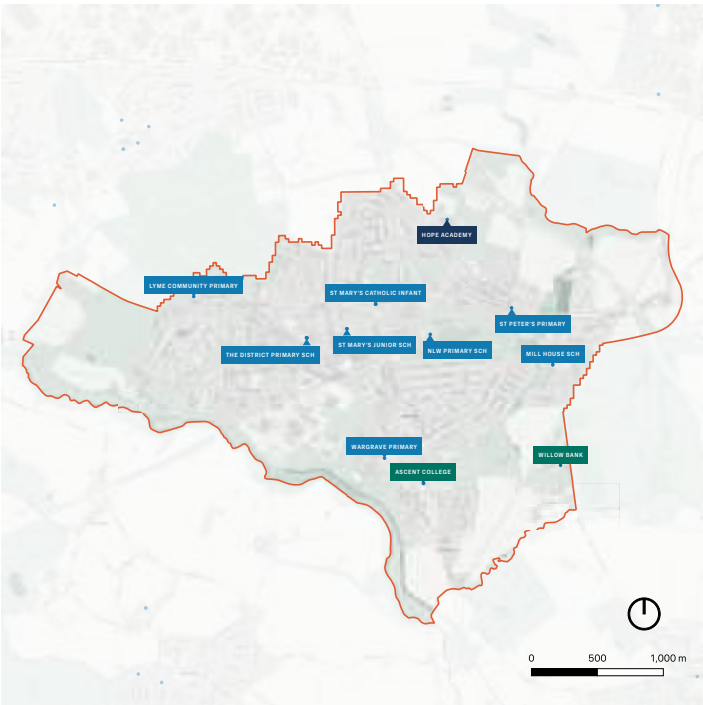 HOPE ACADEMY
LYME COMMUNITY PRIMARY
ST MARY'S CATHOLIC INFANT
ST PETER'S PRIMARY
ST MARY'S JUNIOR SCH
NLW PRIMARY SCH
THE DISTRICT PRIMARY SCH
MILL HOUSE SCH
WARGRAVE PRIMARY
WILLOW BANK
ASCENT COLLEGE
0 500 1,000 m